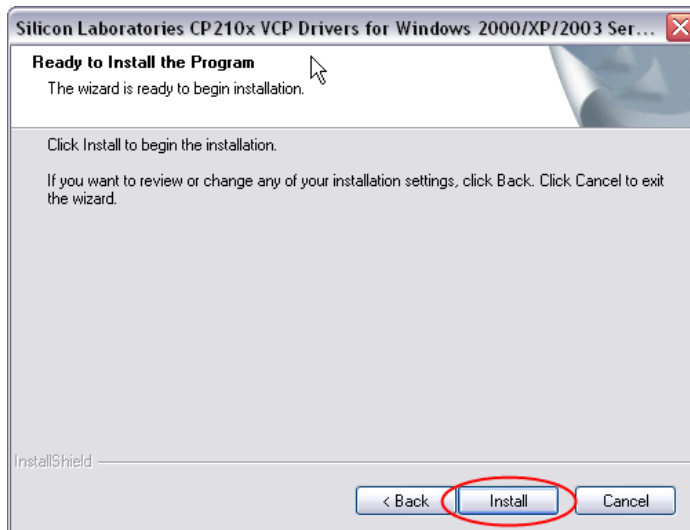 Silicon Laboratories CP210x VCP Drivers for Windows 2000/XP/2003 Ser...
Ready to Install the Program
The wizard is ready to begin installation.
Click Install to begin the installation.
If you want to review or change any of your installation settings, click Back. Click Cancel to exit
the wizard.
InstallShield
< Back Install Cancel